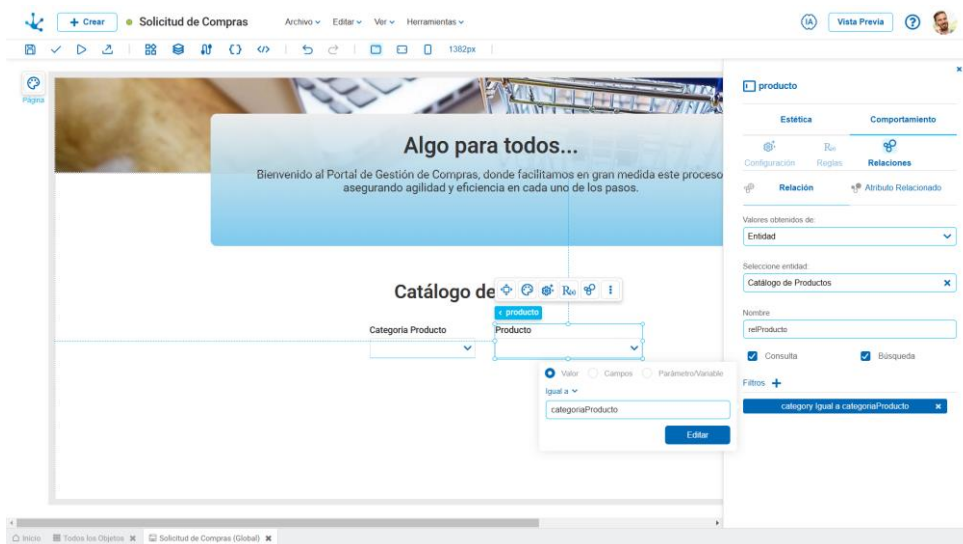 + Crear
Solicitud de Compras
Archivo
Editar
Ver
Herramientas
IA
Vista Previa
?
1382px
Página
Algo para todos...
Bienvenido al Portal de Gestión de Compras, donde facilitamos en gran medida este proceso
asegurando agilidad y eficiencia en cada uno de los pasos.
Catálogo de
Categoria Producto
producto
Producto
Valor
Campos
Parámetro/Variable
Igual a
categoriaProducto
Editar
producto
Estética
Comportamiento
Configuración
Reglas
Relaciones
Relación
Atributo Relacionado
Valores obtenidos de:
Entidad
Seleccione entidad:
Catálogo de Productos
Nombre
relProducto
Consulta
Búsqueda
Filtros +
category Igual a categoriaProducto
Inicio
Todos los Objetos
Solicitud de Compras (Global)